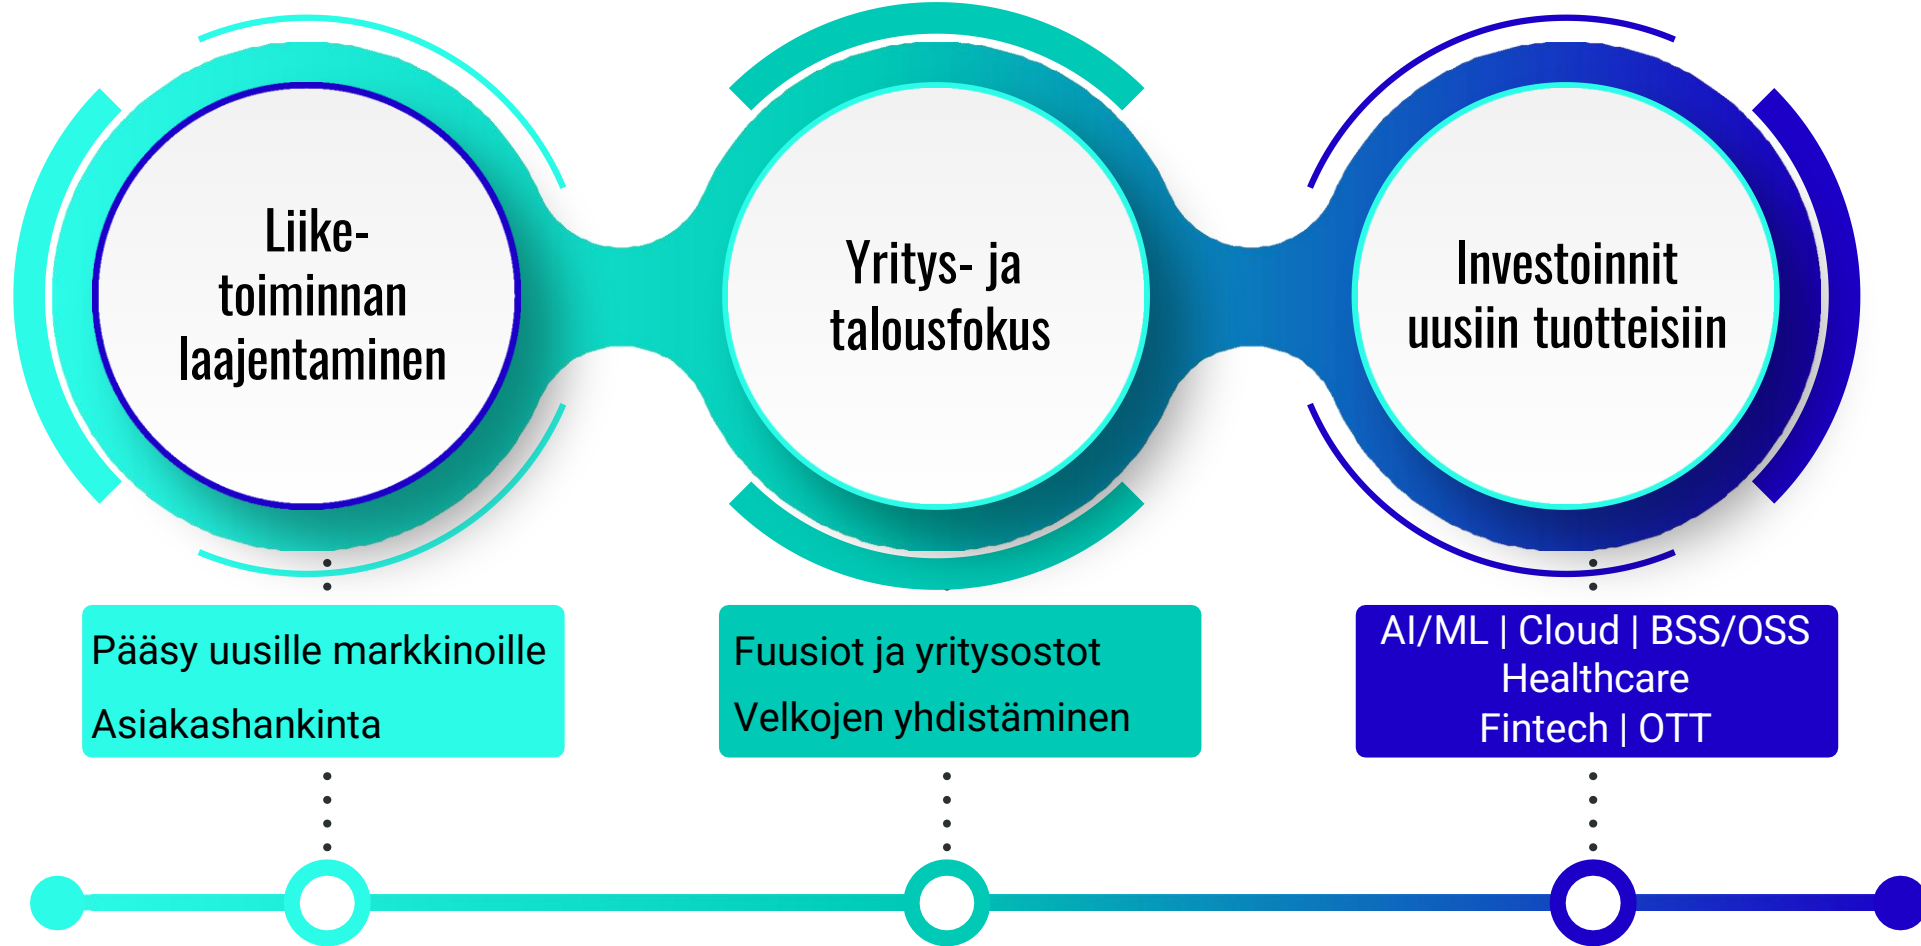 Liike-
toiminnan
laajentaminen
Yritys- ja
talousfokus
Investoinnit
uusiin tuotteisiin
Pääsy uusille markkinoille
Asiakashankinta
Fuusiot ja yritysostot
Velkojen yhdistäminen
AI/ML | Cloud | BSS/OSS
Healthcare
Fintech | OTT